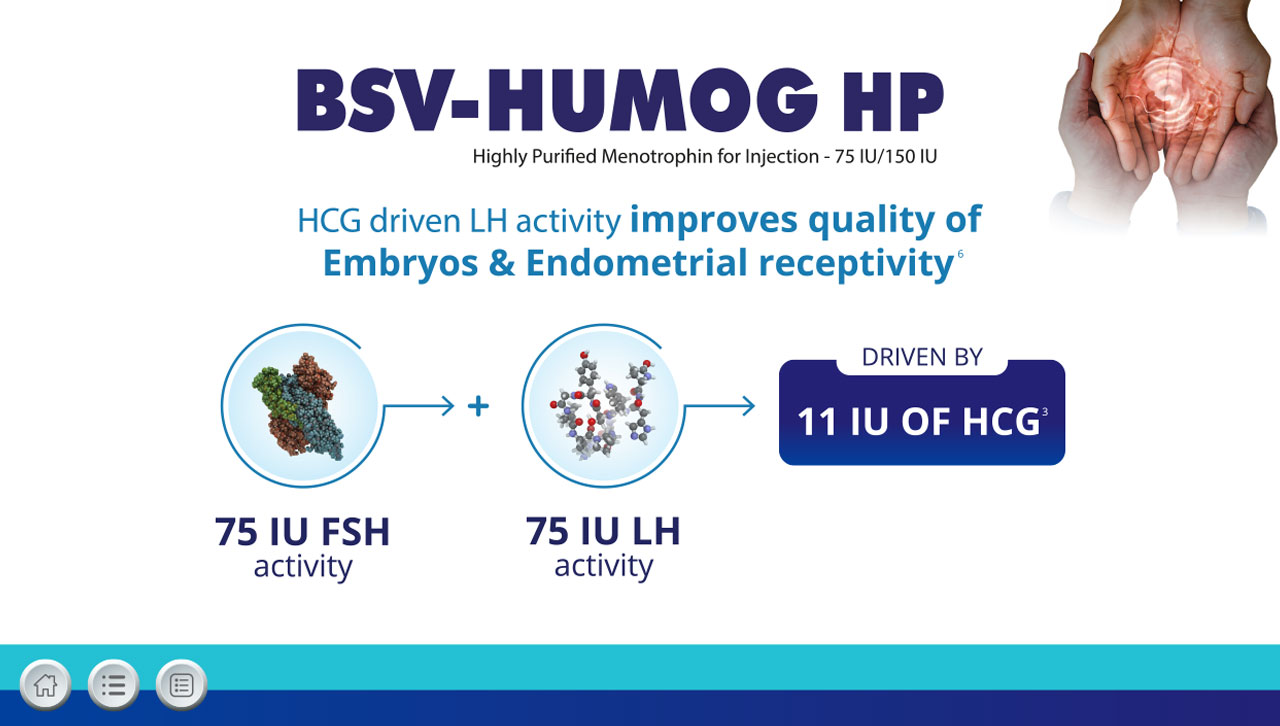 BSV-HUMOG HP
Highly Purified Menotrophin for Injection - 75 IU/150 IU
HCG driven LH activity improves quality of
Embryos & Endometrial receptivity 6
+
DRIVEN BY
11 IU OF HCG 3
75 IU FSH
activity
75 IU LH
activity